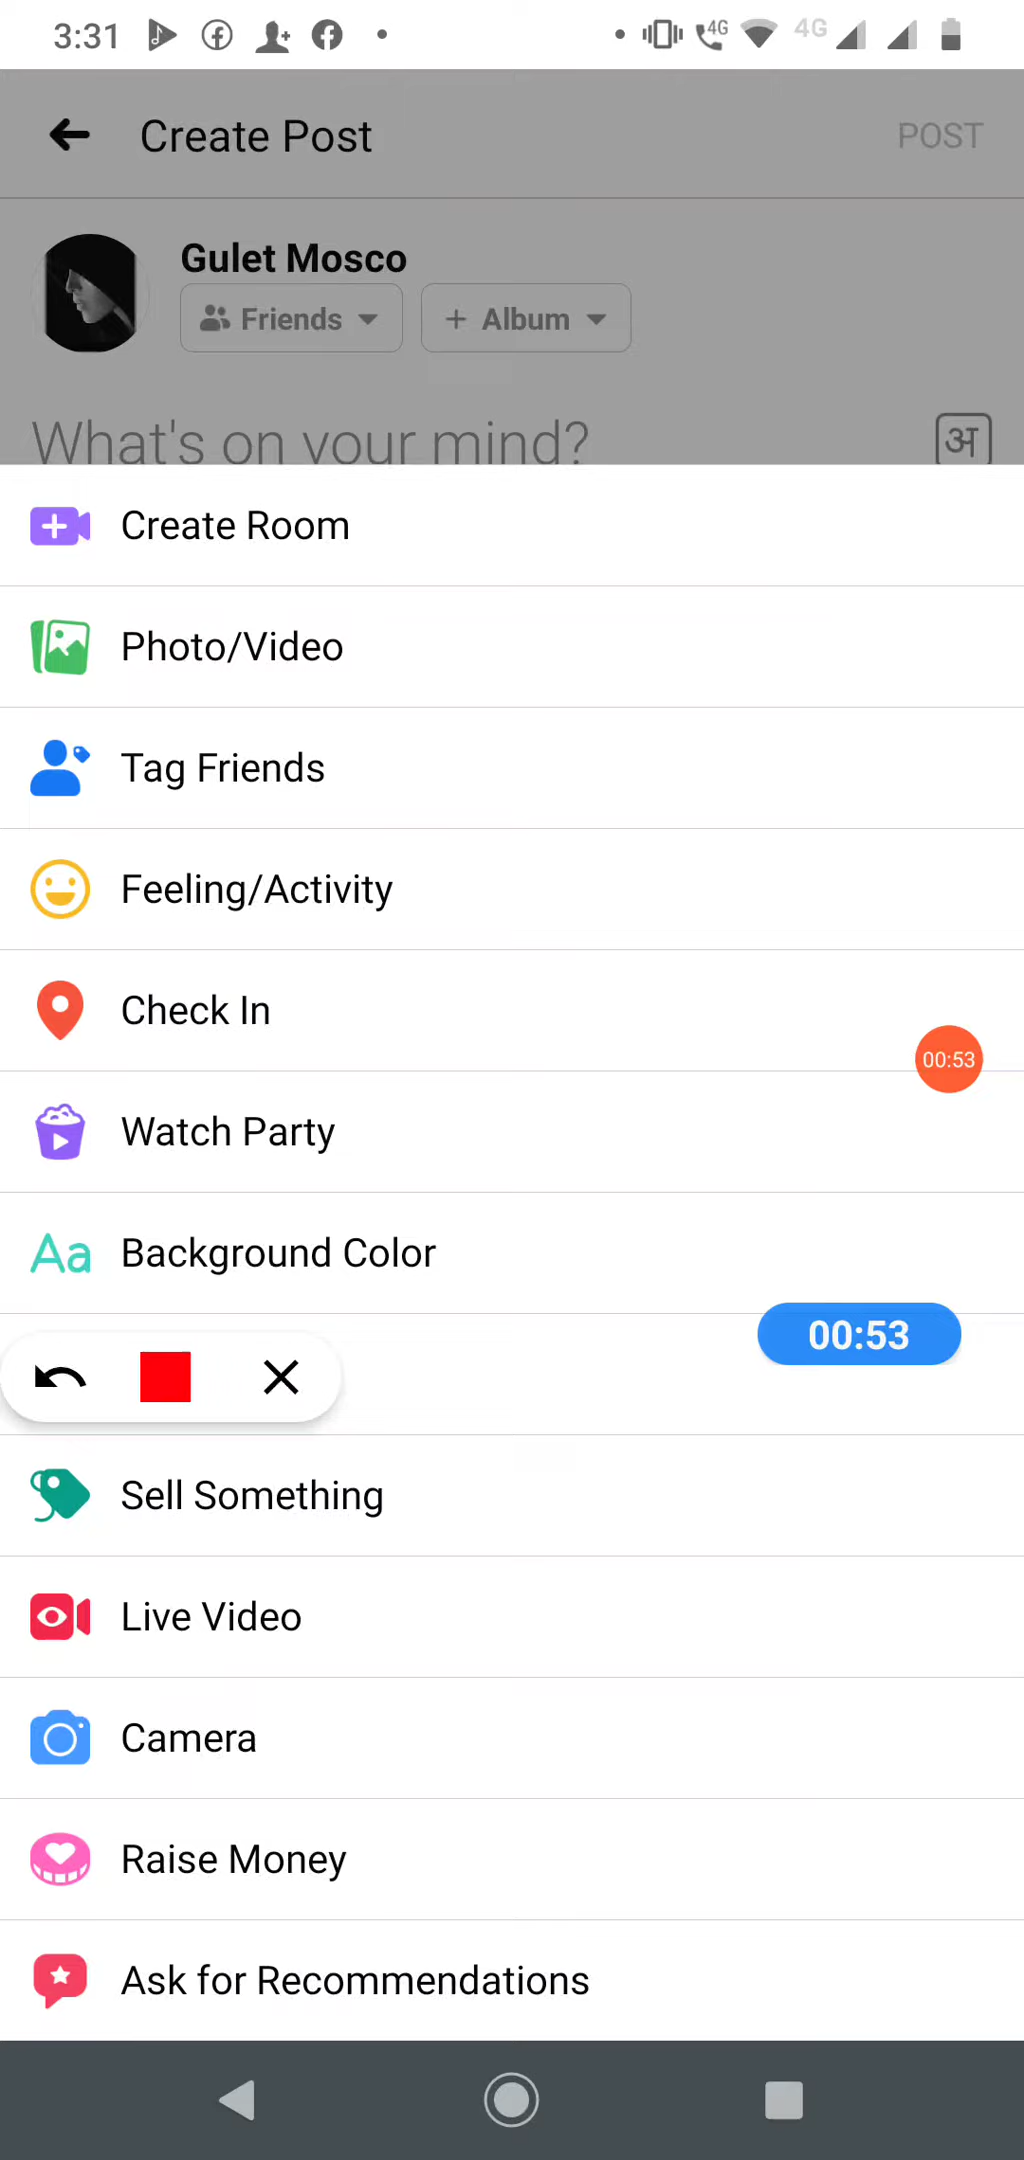 3:31
4G
4G
Create Post
POST
Gulet Mosco
Friends
+ Album
What's on your mind?
अ
Create Room
Photo/Video
Tag Friends
Feeling/Activity
Check In
00:53
Watch Party
Aa Background Color
00:53
Sell Something
Live Video
Camera
Raise Money
Ask for Recommendations